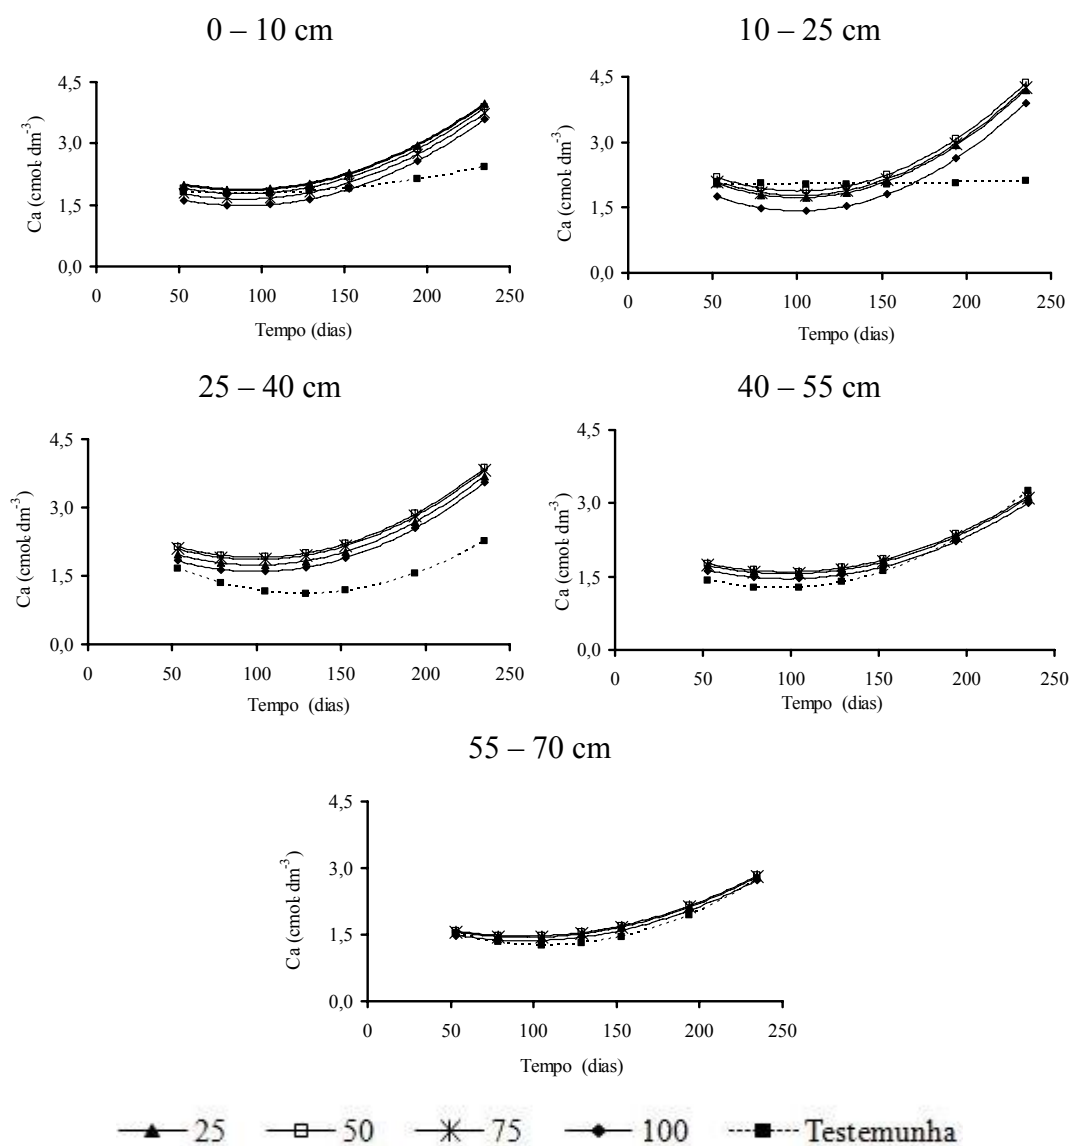 0 – 10 cm
4,5
3,0
1,5
0,0
Ca (cmolc dm-3)
0 50 100 150 200 250
Tempo (dias)
10 – 25 cm
4,5
3,0
1,5
0,0
Ca (cmolc dm-3)
0 50 100 150 200 250
Tempo (dias)
25 – 40 cm
4,5
3,0
1,5
0,0
Ca (cmolc dm-3)
0 50 100 150 200 250
Tempo (dias)
40 – 55 cm
4,5
3,0
1,5
0,0
Ca (cmolc dm-3)
0 50 100 150 200 250
Tempo (dias)
55 – 70 cm
4,5
3,0
1,5
0,0
Ca (cmolc dm-3)
0 50 100 150 200 250
Tempo (dias)
25 50 75 100 Testemunha